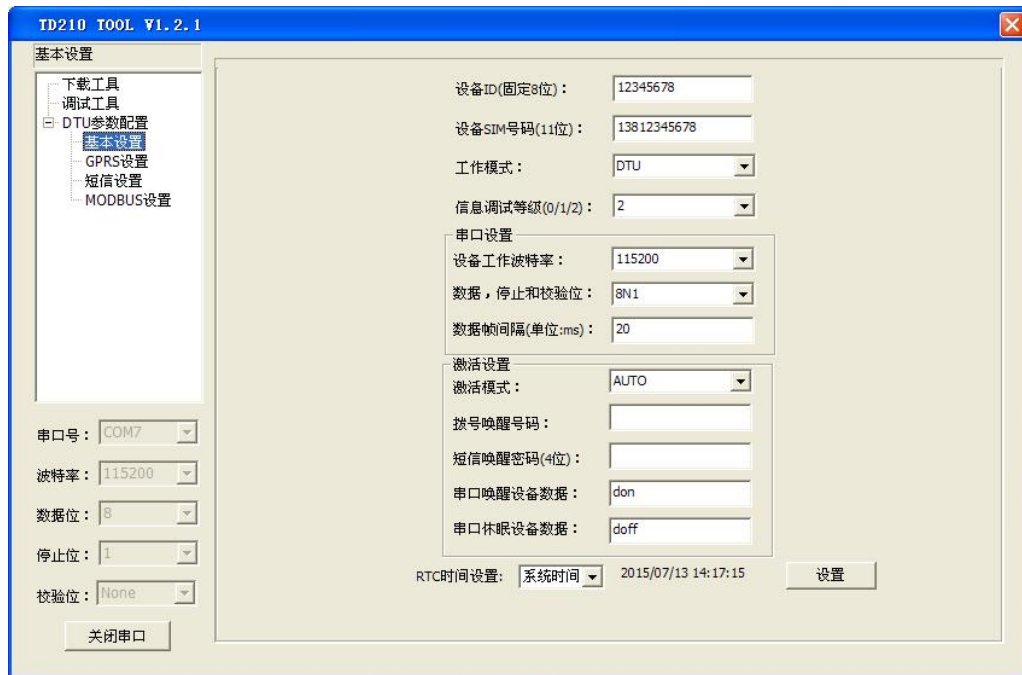 TD210 TOOL V1.2.1
基本设置
下载工具
调试工具
DTU参数配置
基本设置
GPRS设置
短信设置
MODBUS设置
串口号： COM7
波特率： 115200
数据位： 8
停止位： 1
校验位： None
关闭串口
设备ID(固定8位)： 12345678
设备SIM号码(11位)： 13812345678
工作模式： DTU
信息调试等级(0/1/2)： 2
串口设置
设备工作波特率： 115200
数据，停止和校验位： 8N1
数据帧间隔(单位:ms)： 20
激活设置
激活模式： AUTO
拨号唤醒号码：
短信唤醒密码(4位)：
串口唤醒设备数据： don
串口休眠设备数据： doff
RTC时间设置: 系统时间 2015/07/13 14:17:15 设置